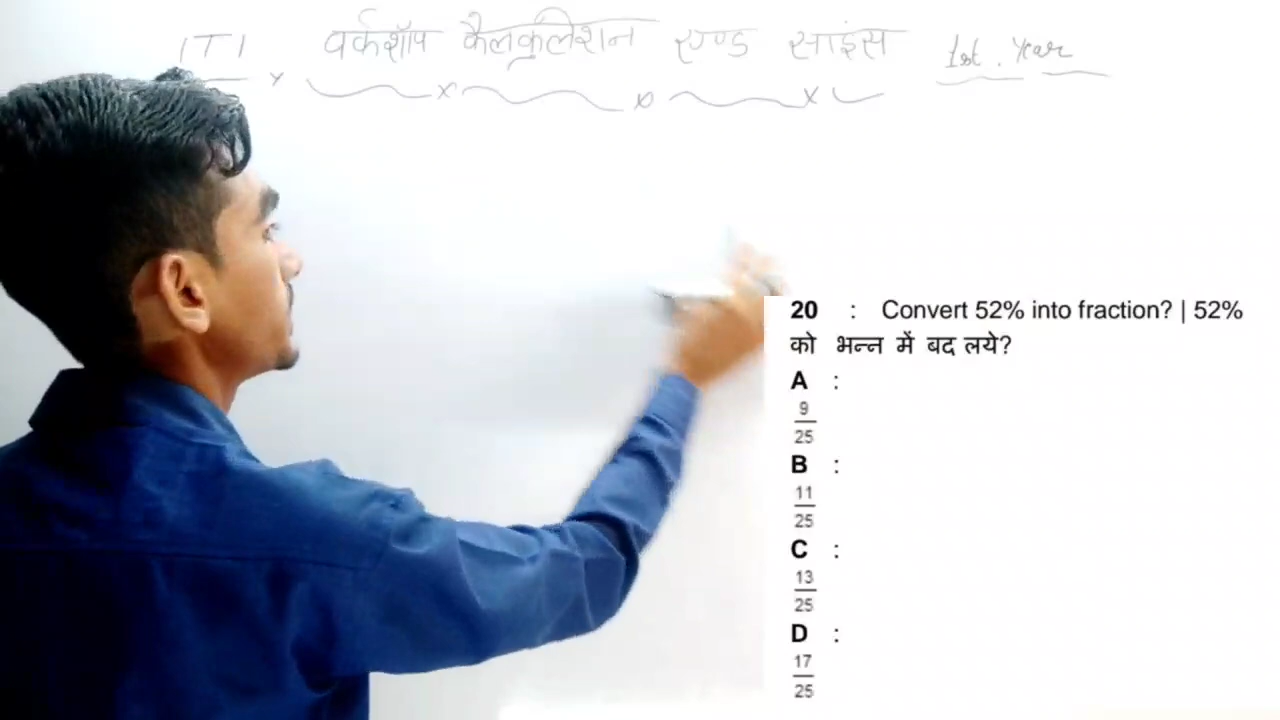 ITI वर्कशॉप कैलकुलेशन एण्ड साइंस 1st. Year
20 : Convert 52% into fraction? | 52%
को भन्न में बद लये?
A :
9/25
B :
11/25
C :
13/25
D :
17/25